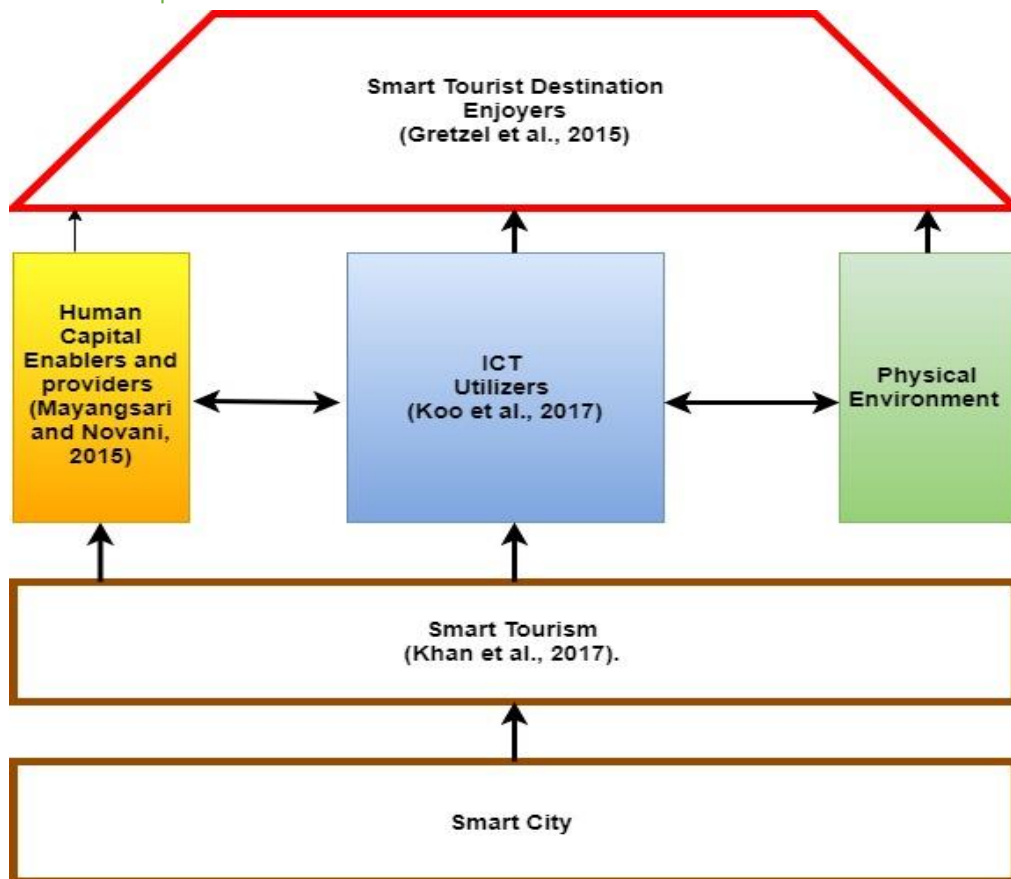 Smart Tourist Destination
Enjoyers
(Gretzel et al., 2015)
Human
Capital
Enablers and
providers
(Mayangsari
and Novani,
2015)
ICT
Utilizers
(Koo et al., 2017)
Physical
Environment
Smart Tourism
(Khan et al., 2017).
Smart City